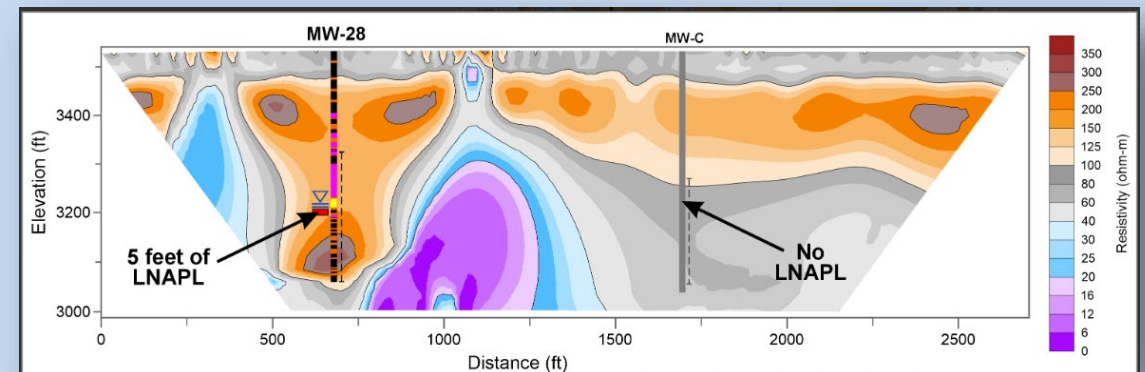 MW-28
MW-C
Elevation (ft)
3400
3200
3000
5 feet of
LNAPL
No
LNAPL
0
500
1000
1500
2000
2500
Distance (ft)
350
300
250
200
150
125
100
80
60
40
30
25
20
16
12
6
0
Resistivity (ohm-m)